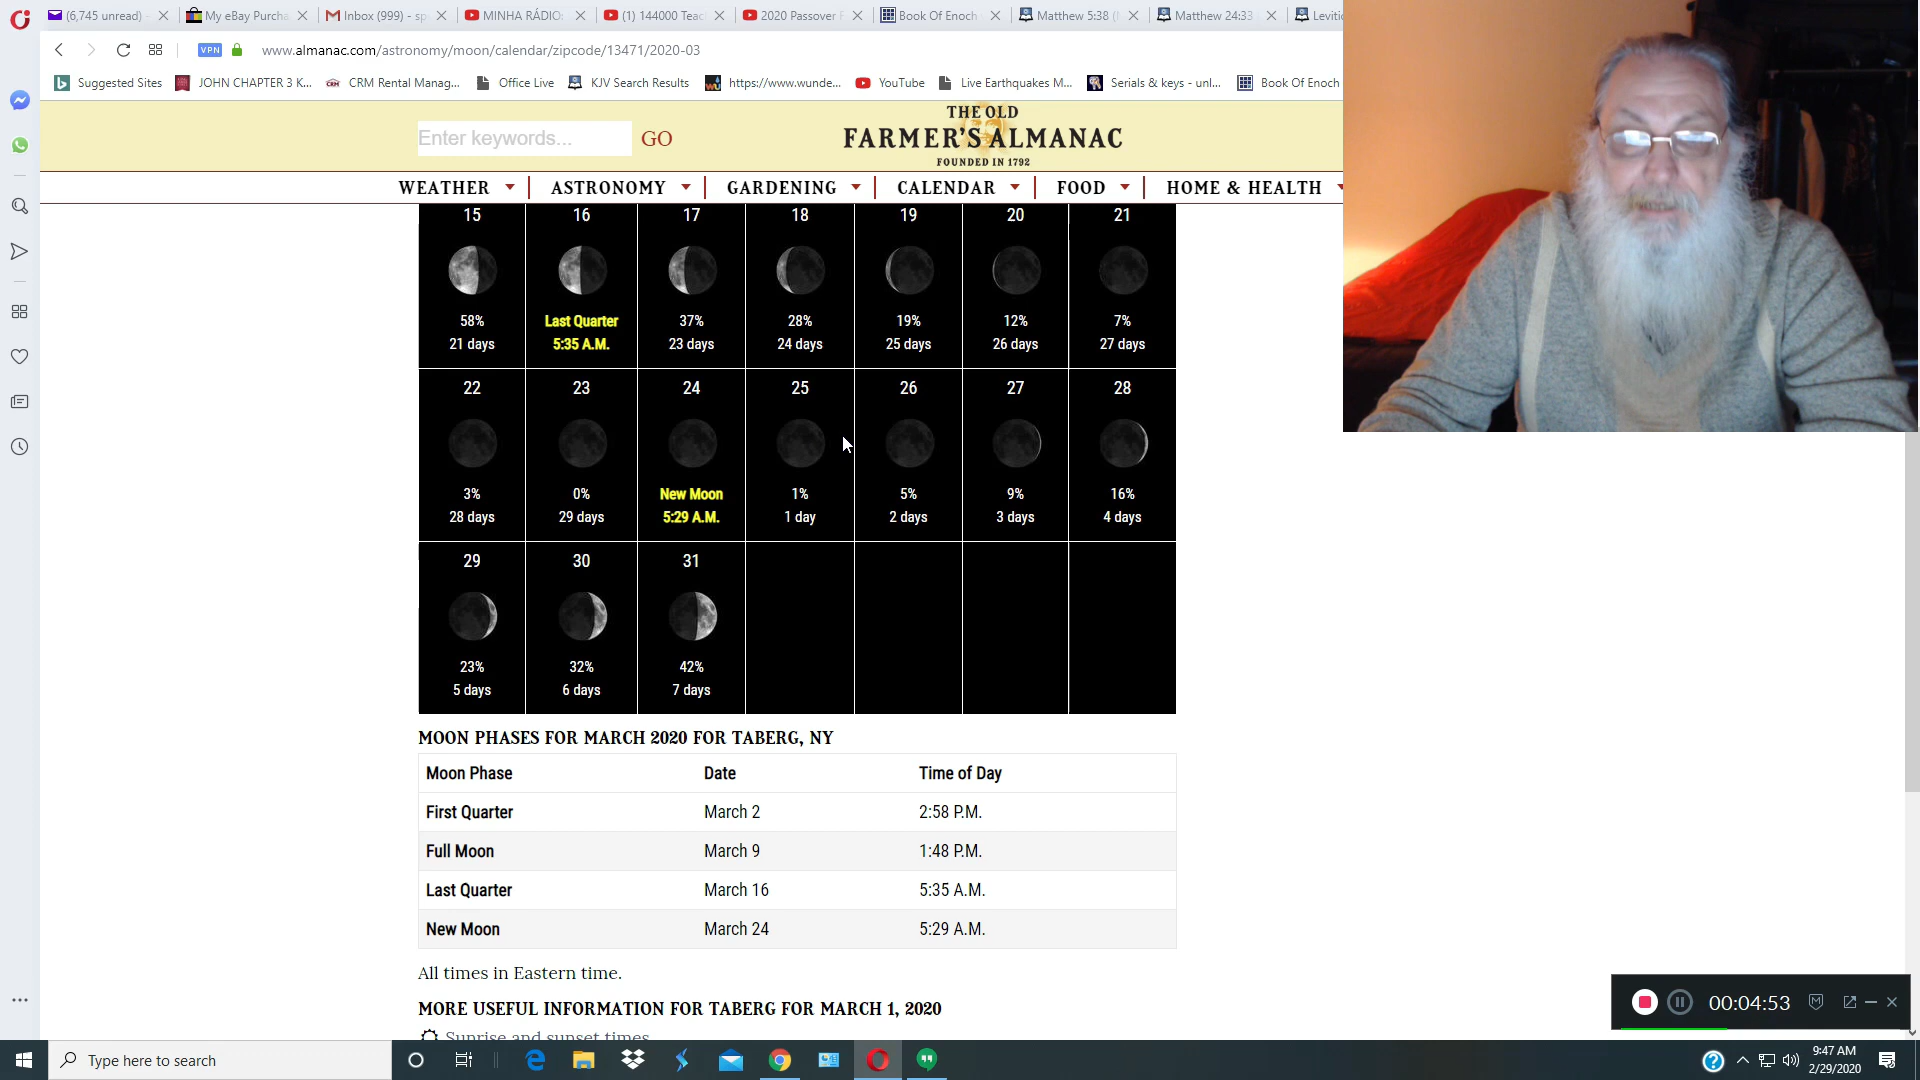 (6,745 unread) -
My eBay Purcha
Inbox (999) - sp
MINHA RÁDIO:
(1) 144000 Teac
2020 Passover F
Book Of Enoch
Matthew 5:38 (
Matthew 24:33
Levitic
VPN
www.almanac.com/astronomy/moon/calendar/zipcode/13471/2020-03
Suggested Sites
JOHN CHAPTER 3 K...
CRM Rental Manag...
Office Live
KJV Search Results
https://www.wunde...
YouTube
Live Earthquakes M...
Serials & keys - unl...
Book Of Enoch
Enter keywords...
GO
THE OLD
FARMER'S ALMANAC
FOUNDED IN 1792
WEATHER
ASTRONOMY
GARDENING
CALENDAR
FOOD
HOME & HEALTH
15 16 17 18 19 20 21
58% Last Quarter 37% 28% 19% 12% 7%
21 days 5:35 A.M. 23 days 24 days 25 days 26 days 27 days
22 23 24 25 26 27 28
3% 0% New Moon 1% 5% 9% 16%
28 days 29 days 5:29 A.M. 1 day 2 days 3 days 4 days
29 30 31
23% 32% 42%
5 days 6 days 7 days
MOON PHASES FOR MARCH 2020 FOR TABERG, NY
Moon Phase Date Time of Day
First Quarter March 2 2:58 P.M.
Full Moon March 9 1:48 P.M.
Last Quarter March 16 5:35 A.M.
New Moon March 24 5:29 A.M.
All times in Eastern time.
MORE USEFUL INFORMATION FOR TABERG FOR MARCH 1, 2020
Sunrise and sunset times
00:04:53
Type here to search
9:47 AM
2/29/2020